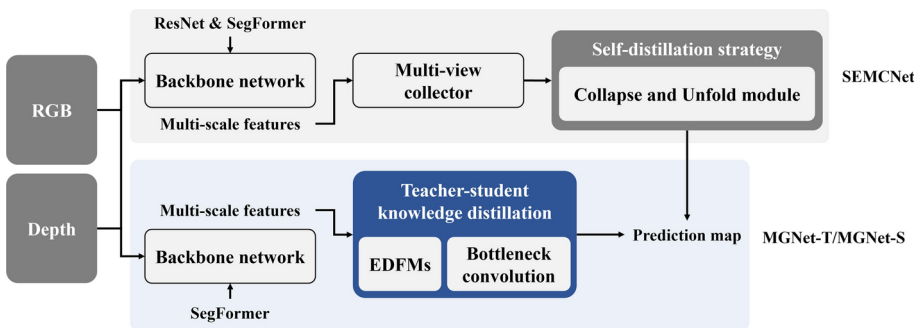 ResNet & SegFormer
RGB
Backbone network
Multi-scale features
Multi-view
collector
Self-distillation strategy
Collapse and Unfold module
SEMCNet
Depth
Multi-scale features
Backbone network
SegFormer
Teacher-student
knowledge distillation
EDFMs
Bottleneck
convolution
Prediction map
MGNet-T/MGNet-S